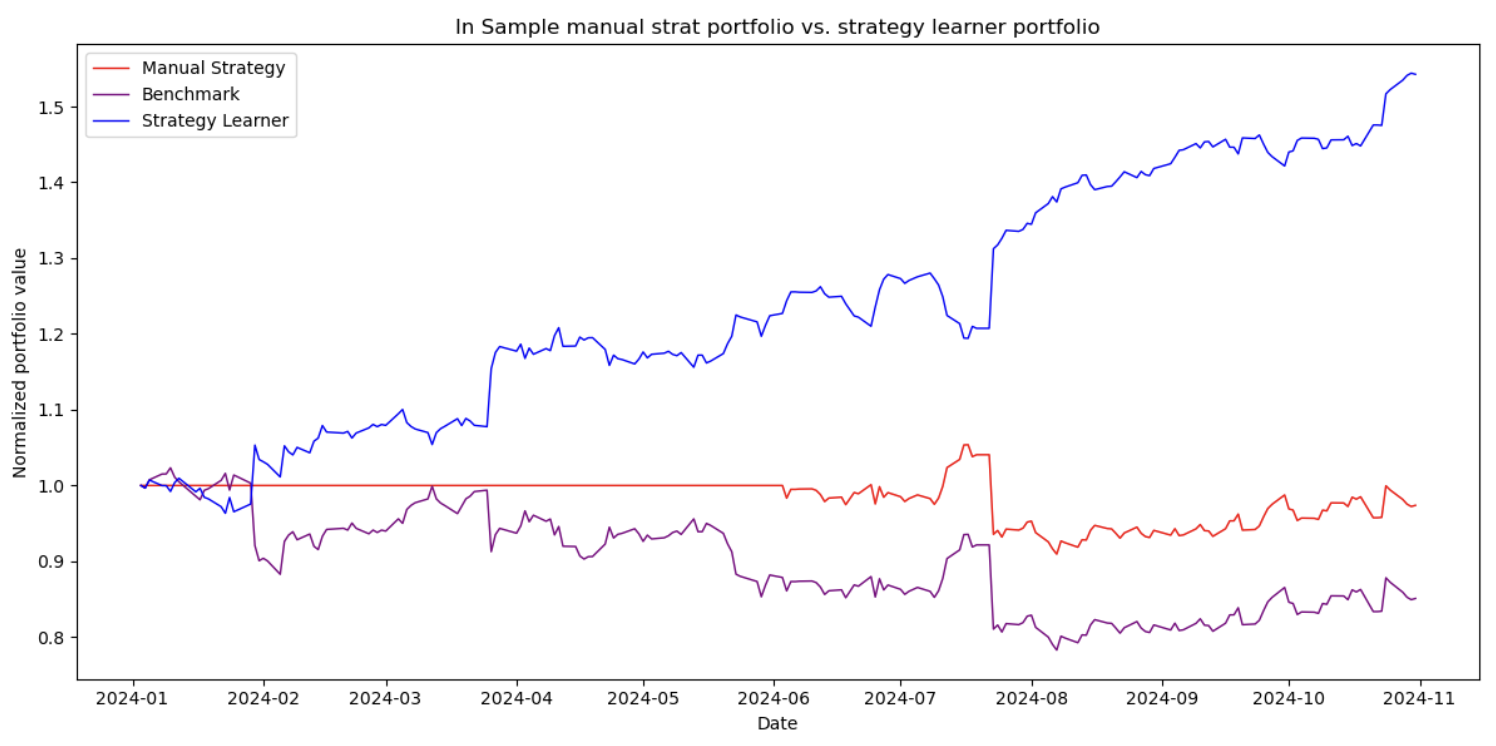 In Sample manual strat portfolio vs. strategy learner portfolio
Manual Strategy
Benchmark
Strategy Learner
Normalized portfolio value
1.5
1.4
1.3
1.2
1.1
1.0
0.9
0.8
2024-01 2024-02 2024-03 2024-04 2024-05 2024-06 2024-07 2024-08 2024-09 2024-10 2024-11
Date